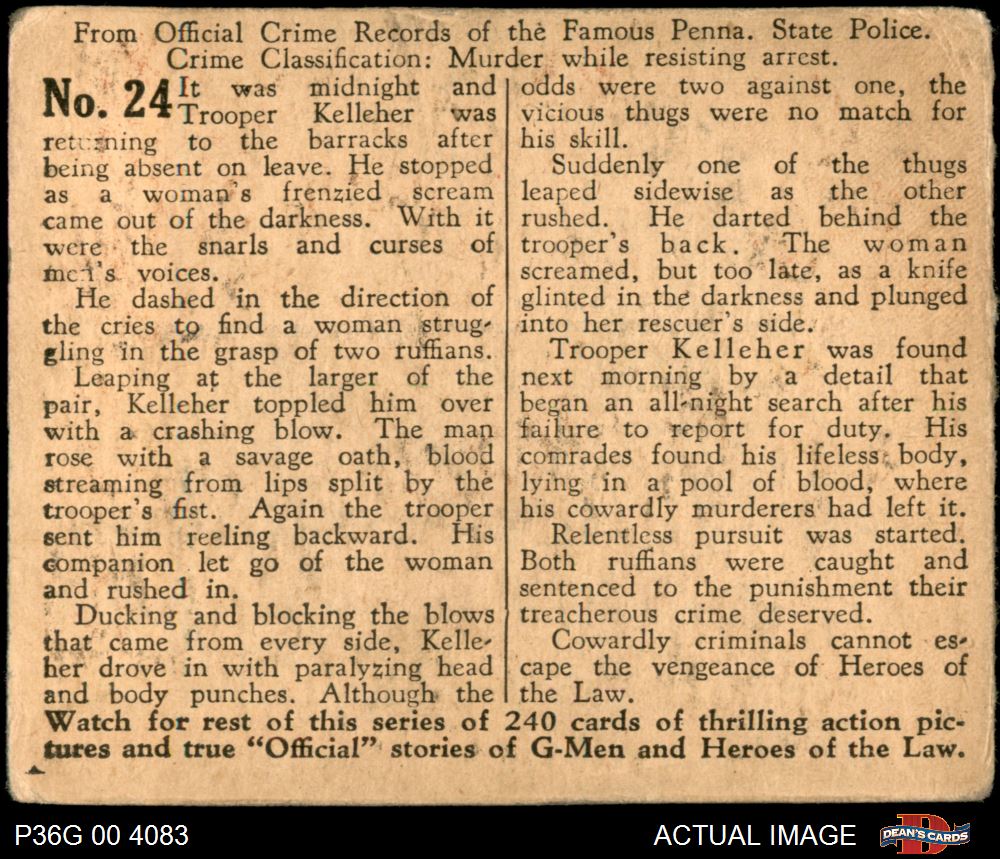 From Official Crime Records of the Famous Penna. State Police.
Crime Classification: Murder while resisting arrest.
No. 24 It was midnight and
Trooper Kelleher was
returning to the barracks after
being absent on leave. He stopped
as a woman's frenzied scream
came out of the darkness. With it
were the snarls and curses of
men's voices.
He dashed in the direction of
the cries to find a woman strug-
gling in the grasp of two ruffians.
Leaping at the larger of the
pair, Kelleher toppled him over
with a crashing blow. The man
rose with a savage oath, blood
streaming from lips split by the
trooper's fist. Again the trooper
sent him reeling backward. His
companion let go of the woman
and rushed in.
Ducking and blocking the blows
that came from every side, Kelle-
her drove in with paralyzing head
and body punches. Although the
odds were two against one, the
vicious thugs were no match for
his skill.
Suddenly one of the thugs
leaped sidewise as the other
rushed. He darted behind the
trooper's back. The woman
screamed, but too late, as a knife
glinted in the darkness and plunged
into her rescuer's side.
Trooper Kelleher was found
next morning by a detail that
began an all-night search after his
failure to report for duty. His
comrades found his lifeless body,
lying in a pool of blood, where
his cowardly murderers had left it.
Relentless pursuit was started.
Both ruffians were caught and
sentenced to the punishment their
treacherous crime deserved.
Cowardly criminals cannot es-
cape the vengeance of Heroes of
the Law.
Watch for rest of this series of 240 cards of thrilling action pic-
tures and true "Official" stories of G-Men and Heroes of the Law.
P36G 00 4083
ACTUAL IMAGE
DEAN'S CARDS